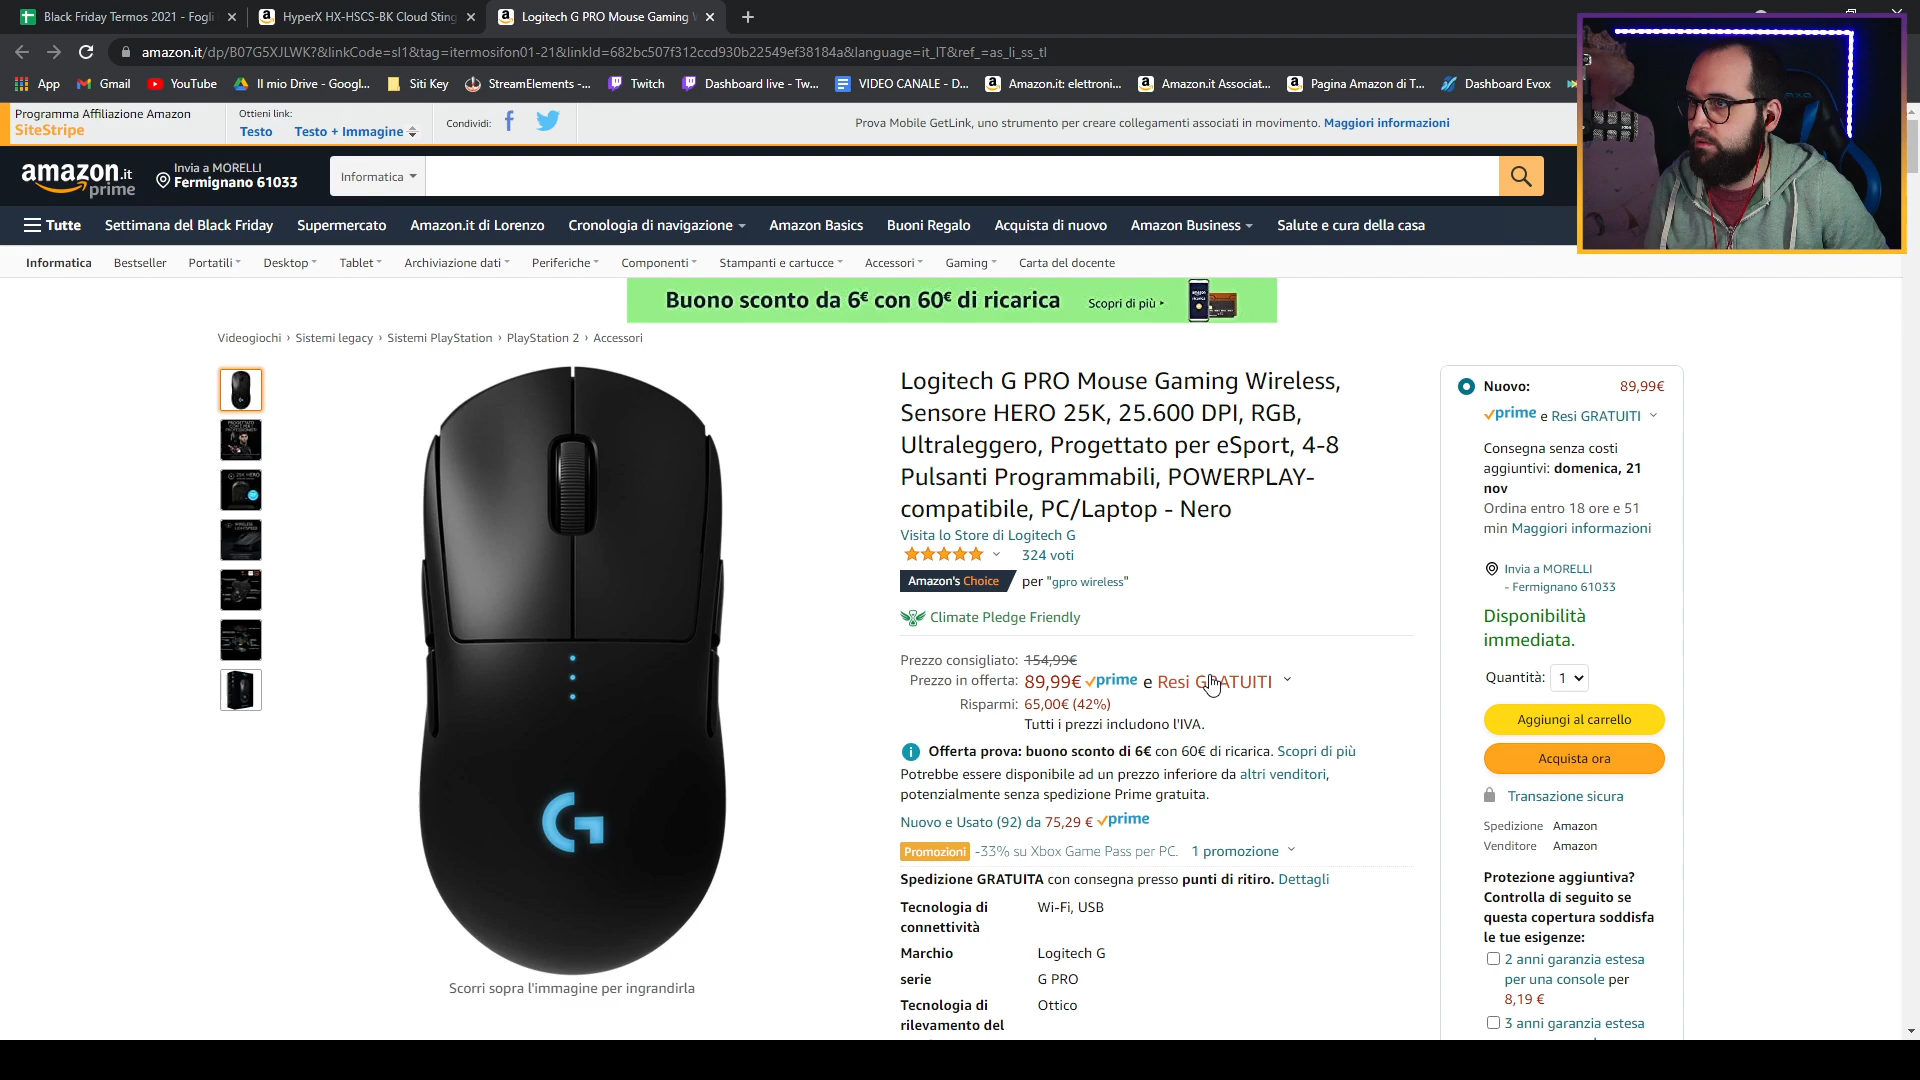 Black Friday Termos 2021 - Fogli
HyperX HX-HSCS-BK Cloud Sting
Logitech G PRO Mouse Gaming
amazon.it/dp/B07G5XJLWK?&linkCode=sl1&tag=itermosifon01-21&linkId=682bc507f312ccd930b22549ef38184a&language=it_IT&ref_=as_li_ss_tl
App Gmail YouTube Il mio Drive - Googl... Siti Key StreamElements -... Twitch Dashboard live - Tw... VIDEO CANALE - D... Amazon.it: elettroni... Amazon.it Associat... Pagina Amazon di T... Dashboard Evox
Programma Affiliazione Amazon
SiteStripe
Ottieni link:
Testo Testo + Immagine
Condividi:
Prova Mobile GetLink, uno strumento per creare collegamenti associati in movimento. Maggiori informazioni
amazon.it
prime
Invia a MORELLI
Fermignano 61033
Informatica
Tutte Settimana del Black Friday Supermercato Amazon.it di Lorenzo Cronologia di navigazione Amazon Basics Buoni Regalo Acquista di nuovo Amazon Business Salute e cura della casa
Informatica Bestseller Portatili Desktop Tablet Archiviazione dati Periferiche Componenti Stampanti e cartucce Accessori Gaming Carta del docente
Buono sconto da 6€ con 60€ di ricarica Scopri di più
Videogiochi › Sistemi legacy › Sistemi PlayStation › PlayStation 2 › Accessori
Logitech G PRO Mouse Gaming Wireless,
Sensore HERO 25K, 25.600 DPI, RGB,
Ultraleggero, Progettato per eSport, 4-8
Pulsanti Programmabili, POWERPLAY-
compatibile, PC/Laptop - Nero
Visita lo Store di Logitech G
324 voti
Amazon's Choice per "gpro wireless"
Climate Pledge Friendly
Prezzo consigliato: 154,99€
Prezzo in offerta: 89,99€ prime e Resi GRATUITI
Risparmi: 65,00€ (42%)
Tutti i prezzi includono l'IVA.
Offerta prova: buono sconto di 6€ con 60€ di ricarica. Scopri di più
Potrebbe essere disponibile ad un prezzo inferiore da altri venditori,
potenzialmente senza spedizione Prime gratuita.
Nuovo e Usato (92) da 75,29 € prime
Promozioni -33% su Xbox Game Pass per PC. 1 promozione
Spedizione GRATUITA con consegna presso punti di ritiro. Dettagli
Tecnologia di Wi-Fi, USB
connettività
Marchio Logitech G
serie G PRO
Tecnologia di Ottico
rilevamento del
Scorri sopra l'immagine per ingrandirla
Nuovo: 89,99€
prime e Resi GRATUITI
Consegna senza costi
aggiuntivi: domenica, 21
nov
Ordina entro 18 ore e 51
min Maggiori informazioni
Invia a MORELLI
- Fermignano 61033
Disponibilità
immediata.
Quantità: 1
Aggiungi al carrello
Acquista ora
Transazione sicura
Spedizione Amazon
Venditore Amazon
Protezione aggiuntiva?
Controlla di seguito se
questa copertura soddisfa
le tue esigenze:
2 anni garanzia estesa
per una console per
8,19 €
3 anni garanzia estesa